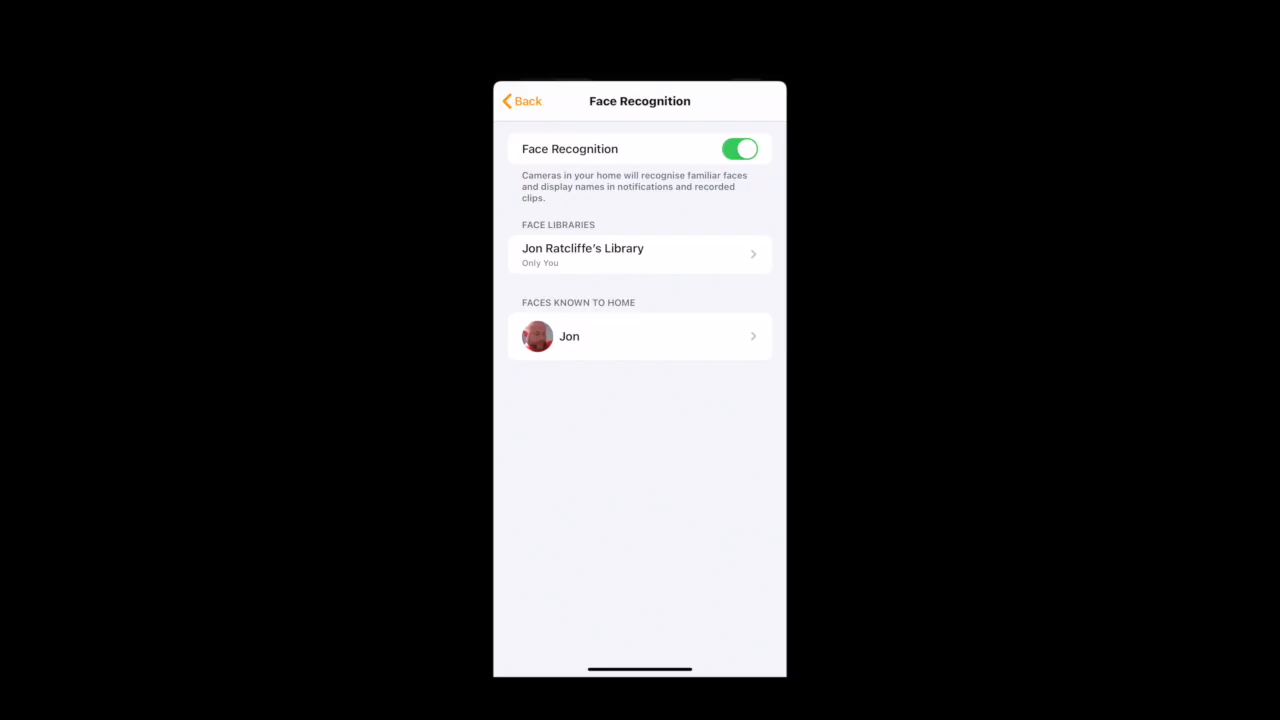 Back
Face Recognition
Face Recognition
Cameras in your home will recognise familiar faces
and display names in notifications and recorded
clips.
FACE LIBRARIES
Jon Ratcliffe's Library
Only You
FACES KNOWN TO HOME
Jon